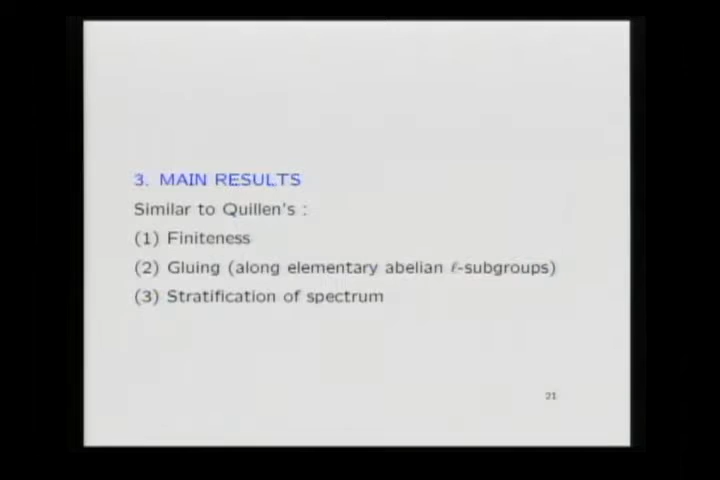 3. MAIN RESULTS
Similar to Quillen's :
(1) Finiteness
(2) Gluing (along elementary abelian ℓ-subgroups)
(3) Stratification of spectrum
21